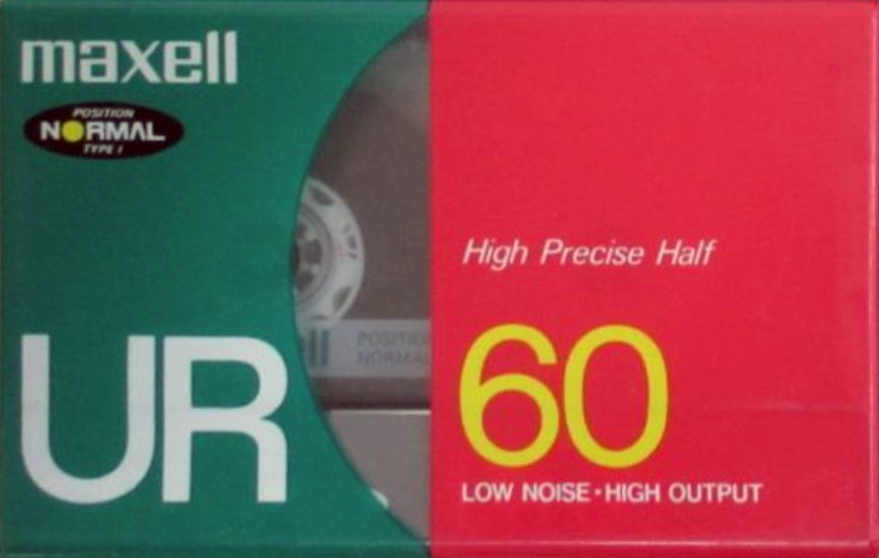 maxell
POSITION
NORMAL
TYPE I
High Precise Half
POSITION
NORMAL
UR
60
LOW NOISE・HIGH OUTPUT